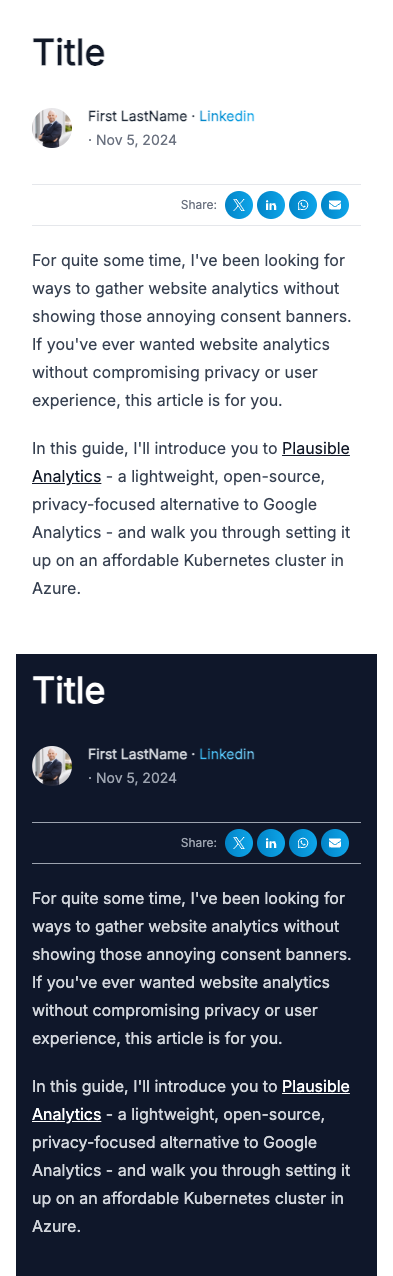 Title
First LastName · Linkedin
· Nov 5, 2024
Share:
For quite some time, I've been looking for
ways to gather website analytics without
showing those annoying consent banners.
If you've ever wanted website analytics
without compromising privacy or user
experience, this article is for you.
In this guide, I'll introduce you to Plausible
Analytics - a lightweight, open-source,
privacy-focused alternative to Google
Analytics - and walk you through setting it
up on an affordable Kubernetes cluster in
Azure.
Title
First LastName · Linkedin
· Nov 5, 2024
Share:
For quite some time, I've been looking for
ways to gather website analytics without
showing those annoying consent banners.
If you've ever wanted website analytics
without compromising privacy or user
experience, this article is for you.
In this guide, I'll introduce you to Plausible
Analytics - a lightweight, open-source,
privacy-focused alternative to Google
Analytics - and walk you through setting it
up on an affordable Kubernetes cluster in
Azure.